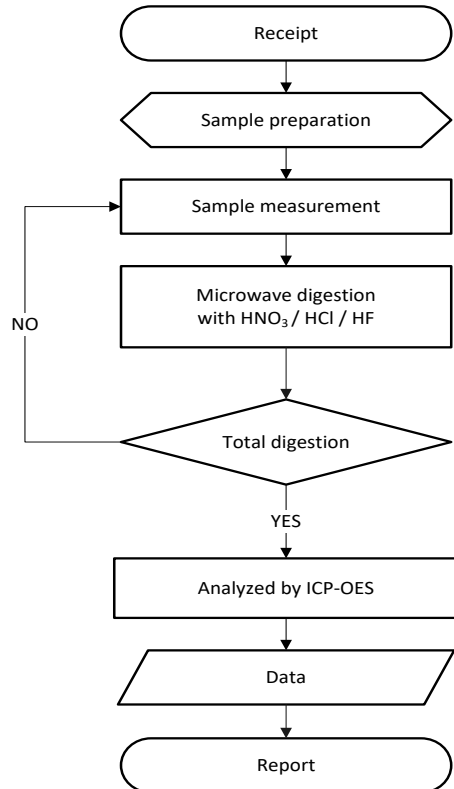 Receipt
Sample preparation
Sample measurement
Microwave digestion
with HNO₃ / HCl / HF
NO
Total digestion
YES
Analyzed by ICP-OES
Data
Report